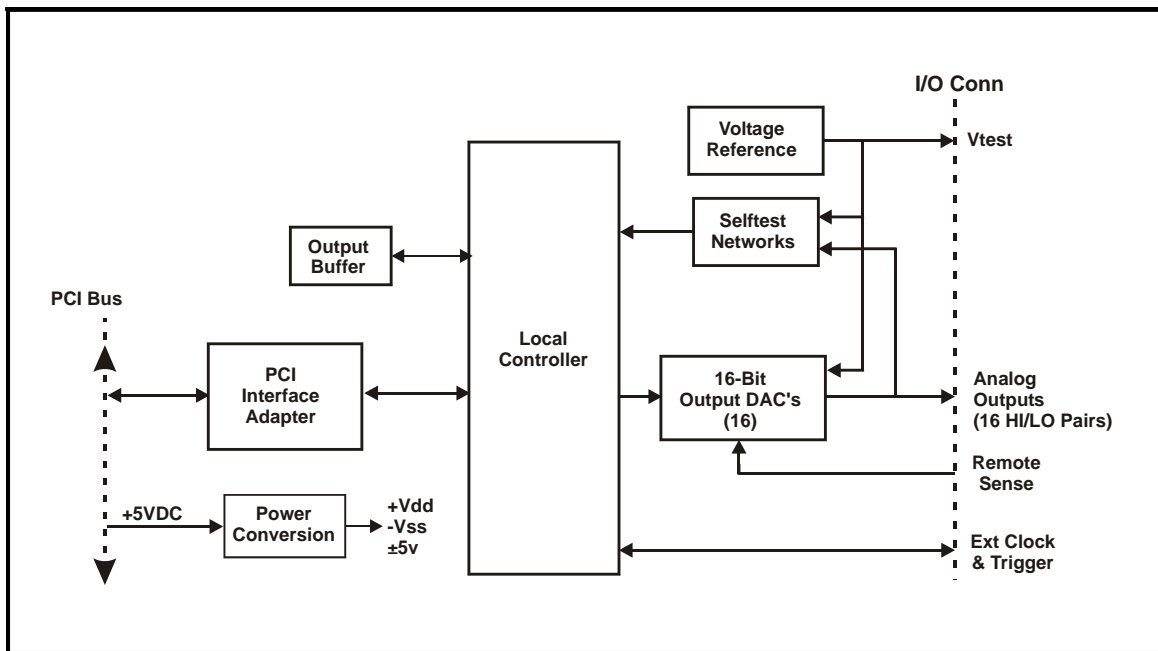 I/O Conn
Voltage
Reference
Vtest
Selftest
Networks
Output
Buffer
PCI Bus
Local
Controller
PCI
Interface
Adapter
16-Bit
Output DAC's
(16)
Analog
Outputs
(16 HI/LO Pairs)
Remote
Sense
+5VDC
Power
Conversion
+Vdd
-Vss
±5v
Ext Clock
& Trigger